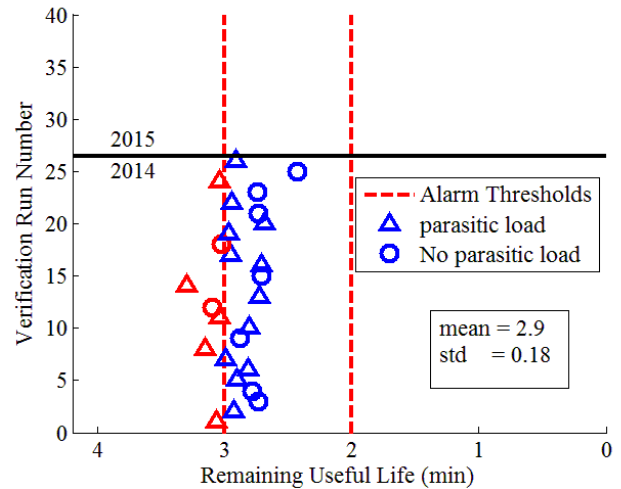 40
35
30
25
20
15
10
5
0
Verification Run Number
2015
2014
Alarm Thresholds
parasitic load
No parasitic load
mean = 2.9
std = 0.18
4 3 2 1 0
Remaining Useful Life (min)